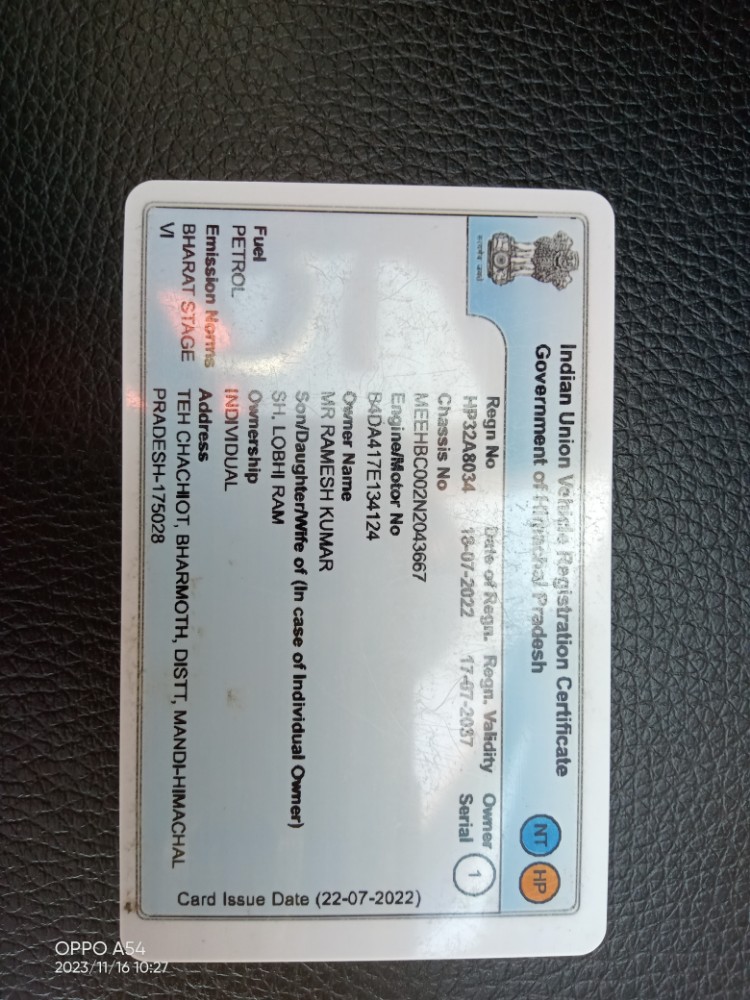 Indian Union Vehicle Registration Certificate
Government of Himachal Pradesh
NT
HP
Regn No Date of Regn. Regn. Validity Owner Serial
HP32A8034 18-07-2022 17-07-2037 1
Chassis No
MEEHBC002N2043667
Engine/Motor No
B4DA417E134124
Owner Name
MR RAMESH KUMAR
Son/Daughter/Wife of (In case of Individual Owner)
SH. LOBHI RAM
Fuel
PETROL
Ownership
INDIVIDUAL
Emission Norms
BHARAT STAGE
VI
Address
TEH CHACHIOT, BHARMOTH, DISTT, MANDI-HIMACHAL
PRADESH-175028
Card Issue Date (22-07-2022)
OPPO A54
2023/11/16 10:27